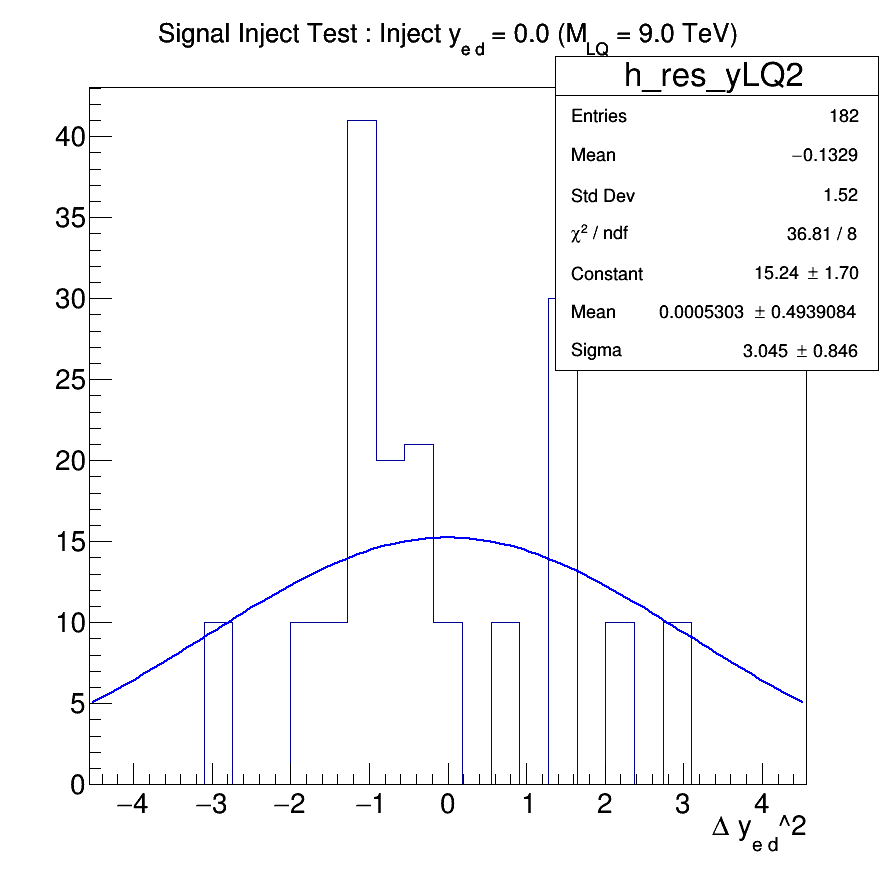 Signal Inject Test : Inject y_{e d} = 0.0 (M_{LQ} = 9.0 TeV)
h_res_yLQ2
Entries 182
Mean −0.1329
Std Dev 1.52
χ² / ndf 36.81 / 8
Constant 15.24 ± 1.70
Mean 0.0005303 ± 0.4939084
Sigma 3.045 ± 0.846
40
35
30
25
20
15
10
5
0
−4 −3 −2 −1 0 1 2 3 4
Δ y_{e d}^2